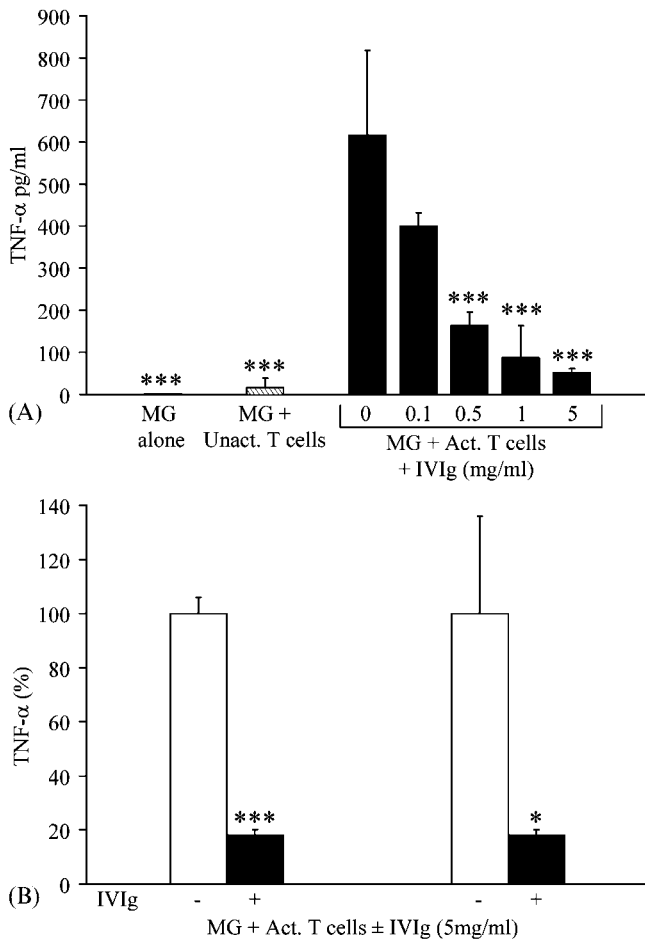 900
800
700
600
500
400
300
200
100
0
TNF-α pg/ml
***
***
***
***
***
(A)
MG alone
MG + Unact. T cells
0 0.1 0.5 1 5
MG + Act. T cells
+ IVIg (mg/ml)
140
120
100
80
60
40
20
0
TNF-α (%)
***
*
(B)
IVIg - + - +
MG + Act. T cells ± IVIg (5mg/ml)